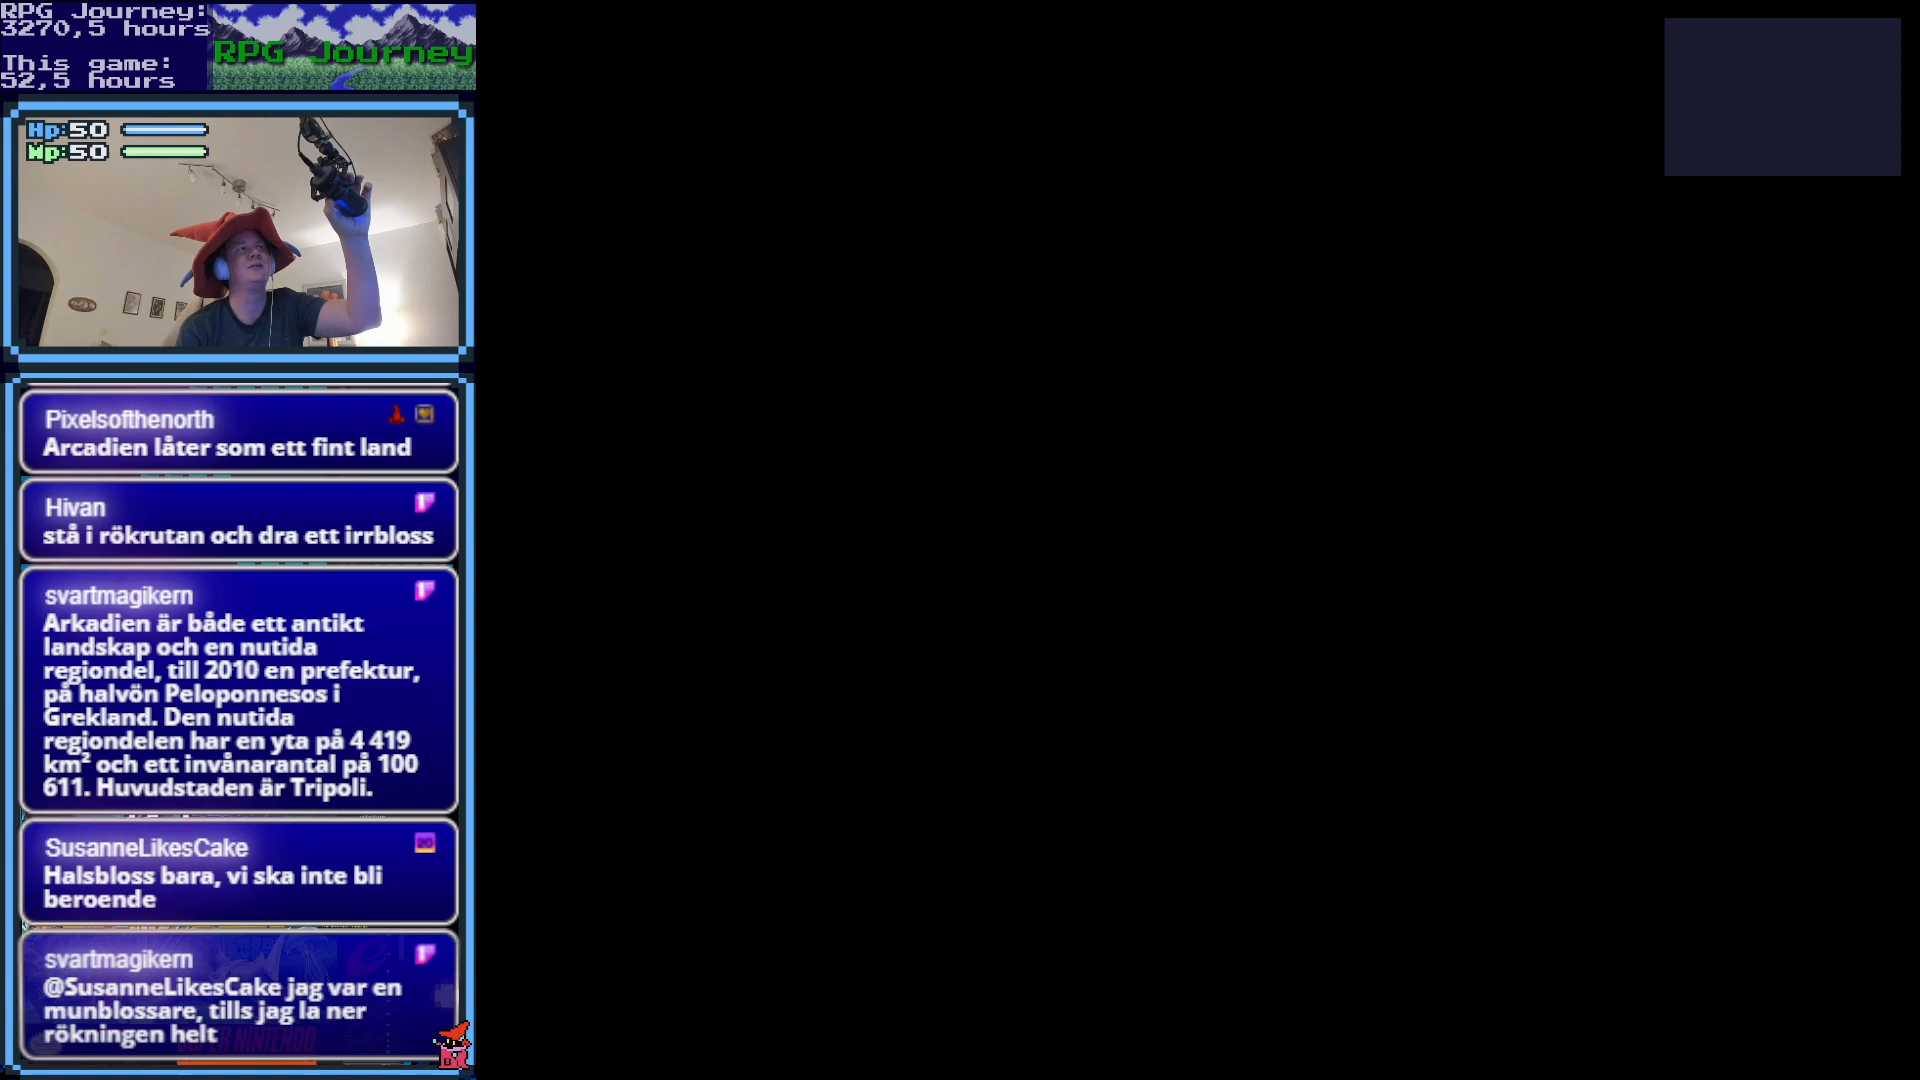 RPG Journey:
3270,5 hours
This game:
52,5 hours
RPG Journey
Hp:50
Mp:50
Pixelsofthenorth
Arcadien låter som ett fint land
Hivan
stå i rökrutan och dra ett irrbloss
svartmagikern
Arkadien är både ett antikt
landskap och en nutida
regiondel, till 2010 en prefektur,
på halvön Peloponnesos i
Grekland. Den nutida
regiondelen har en yta på 4 419
km² och ett invånarantal på 100
611. Huvudstaden är Tripoli.
SusanneLikesCake
20
Halsbloss bara, vi ska inte bli
beroende
svartmagikern
@SusanneLikesCake jag var en
munblossare, tills jag la ner
rökningen helt
SUPER NINTENDO